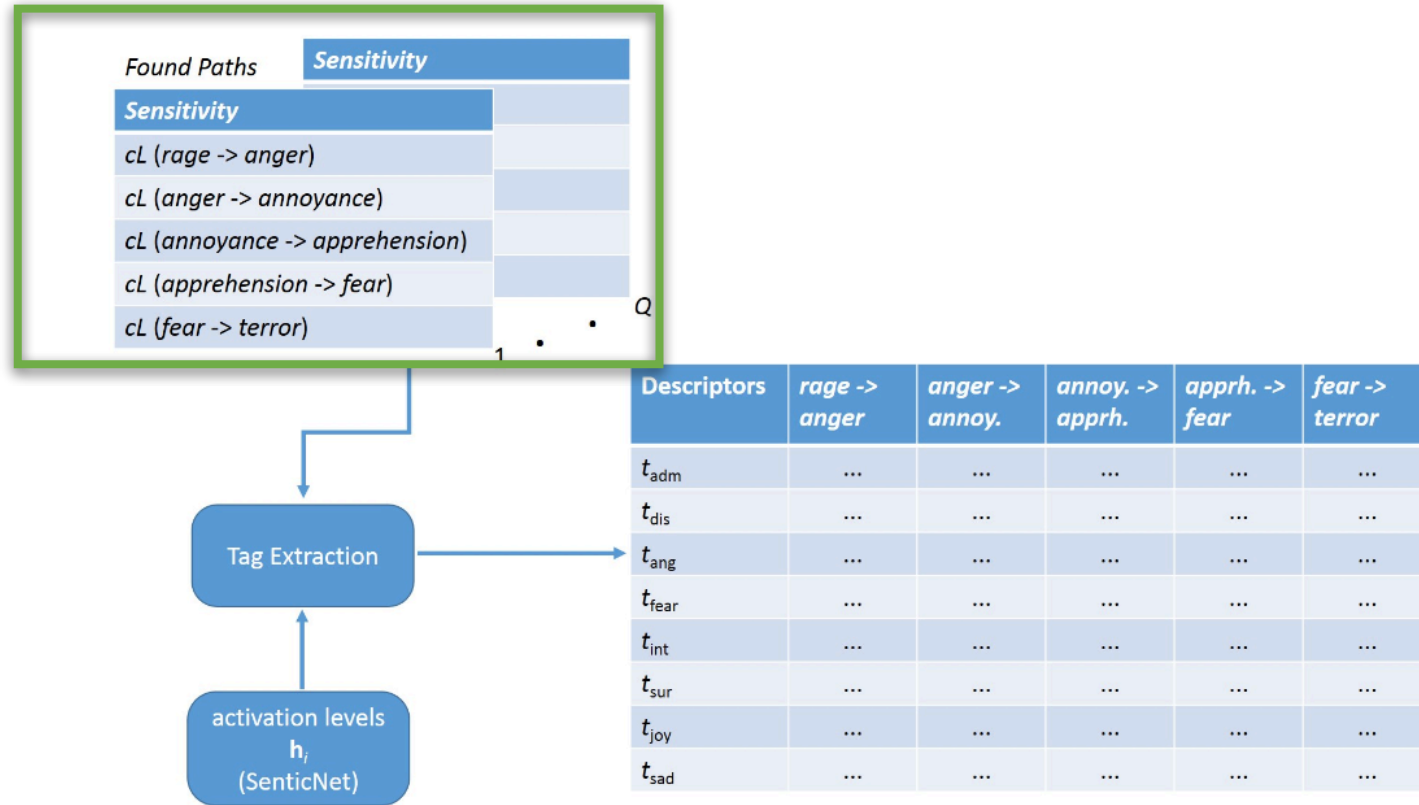 Found Paths
Sensitivity
Sensitivity
cL (rage -> anger)
cL (anger -> annoyance)
cL (annoyance -> apprehension)
cL (apprehension -> fear)
cL (fear -> terror)
1
Q
Tag Extraction
activation levels
hᵢ
(SenticNet)
Descriptors rage -> anger anger -> annoy. annoy. -> apprh. apprh. -> fear fear -> terror
t_adm ... ... ... ... ...
t_dis ... ... ... ... ...
t_ang ... ... ... ... ...
t_fear ... ... ... ... ...
t_int ... ... ... ... ...
t_sur ... ... ... ... ...
t_joy ... ... ... ... ...
t_sad ... ... ... ... ...